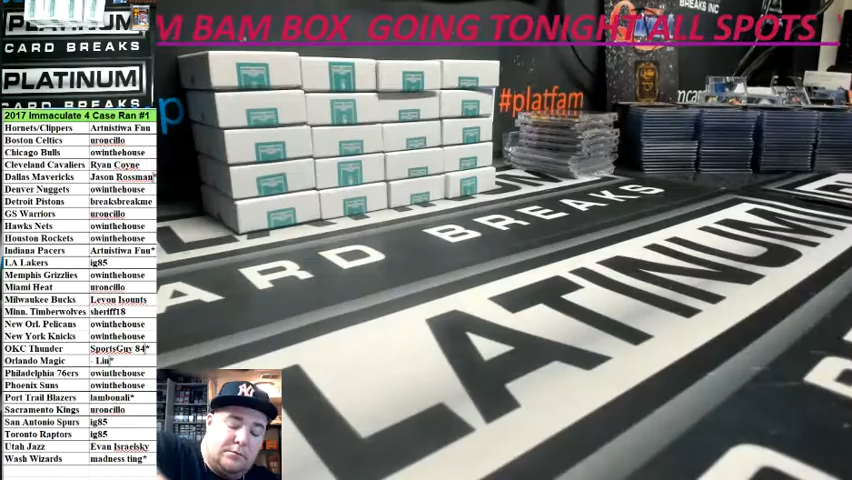 PLATINUM
CARD BREAKS
PLATINUM
CARD BREAKS
M BAM BOX GOING TONIGHT ALL SPOTS
BREAKS INC
#platfam
2017 Immaculate 4 Case Ran #1
Hornets/Clippers Artnistiwa Fnu
Boston Celtics uroncillo
Chicago Bulls owinthehouse
Cleveland Cavaliers Ryan Coyne
Dallas Mavericks Jason Rossman*
Denver Nuggets owinthehouse
Detroit Pistons breaksbreakme
GS Warriors uroncillo
Hawks Nets owinthehouse
Houston Rockets owinthehouse
Indiana Pacers Artnistiwa Fnu*
LA Lakers ig85
Memphis Grizzlies owinthehouse
Miami Heat uroncillo
Milwaukee Bucks Levon Isounts
Minn. Timberwolves sheriff18
New Orl. Pelicans owinthehouse
New York Knicks owinthehouse
OKC Thunder SportsGuy 84*
Orlando Magic - Lin*
Philadelphia 76ers owinthehouse
Phoenix Suns owinthehouse
Port Trail Blazers lambonali*
Sacramento Kings uroncillo
San Antonio Spurs ig85
Toronto Raptors ig85
Utah Jazz Evan Israelsky
Wash Wizards madness ting*
CARD BREAKS
LATINUM